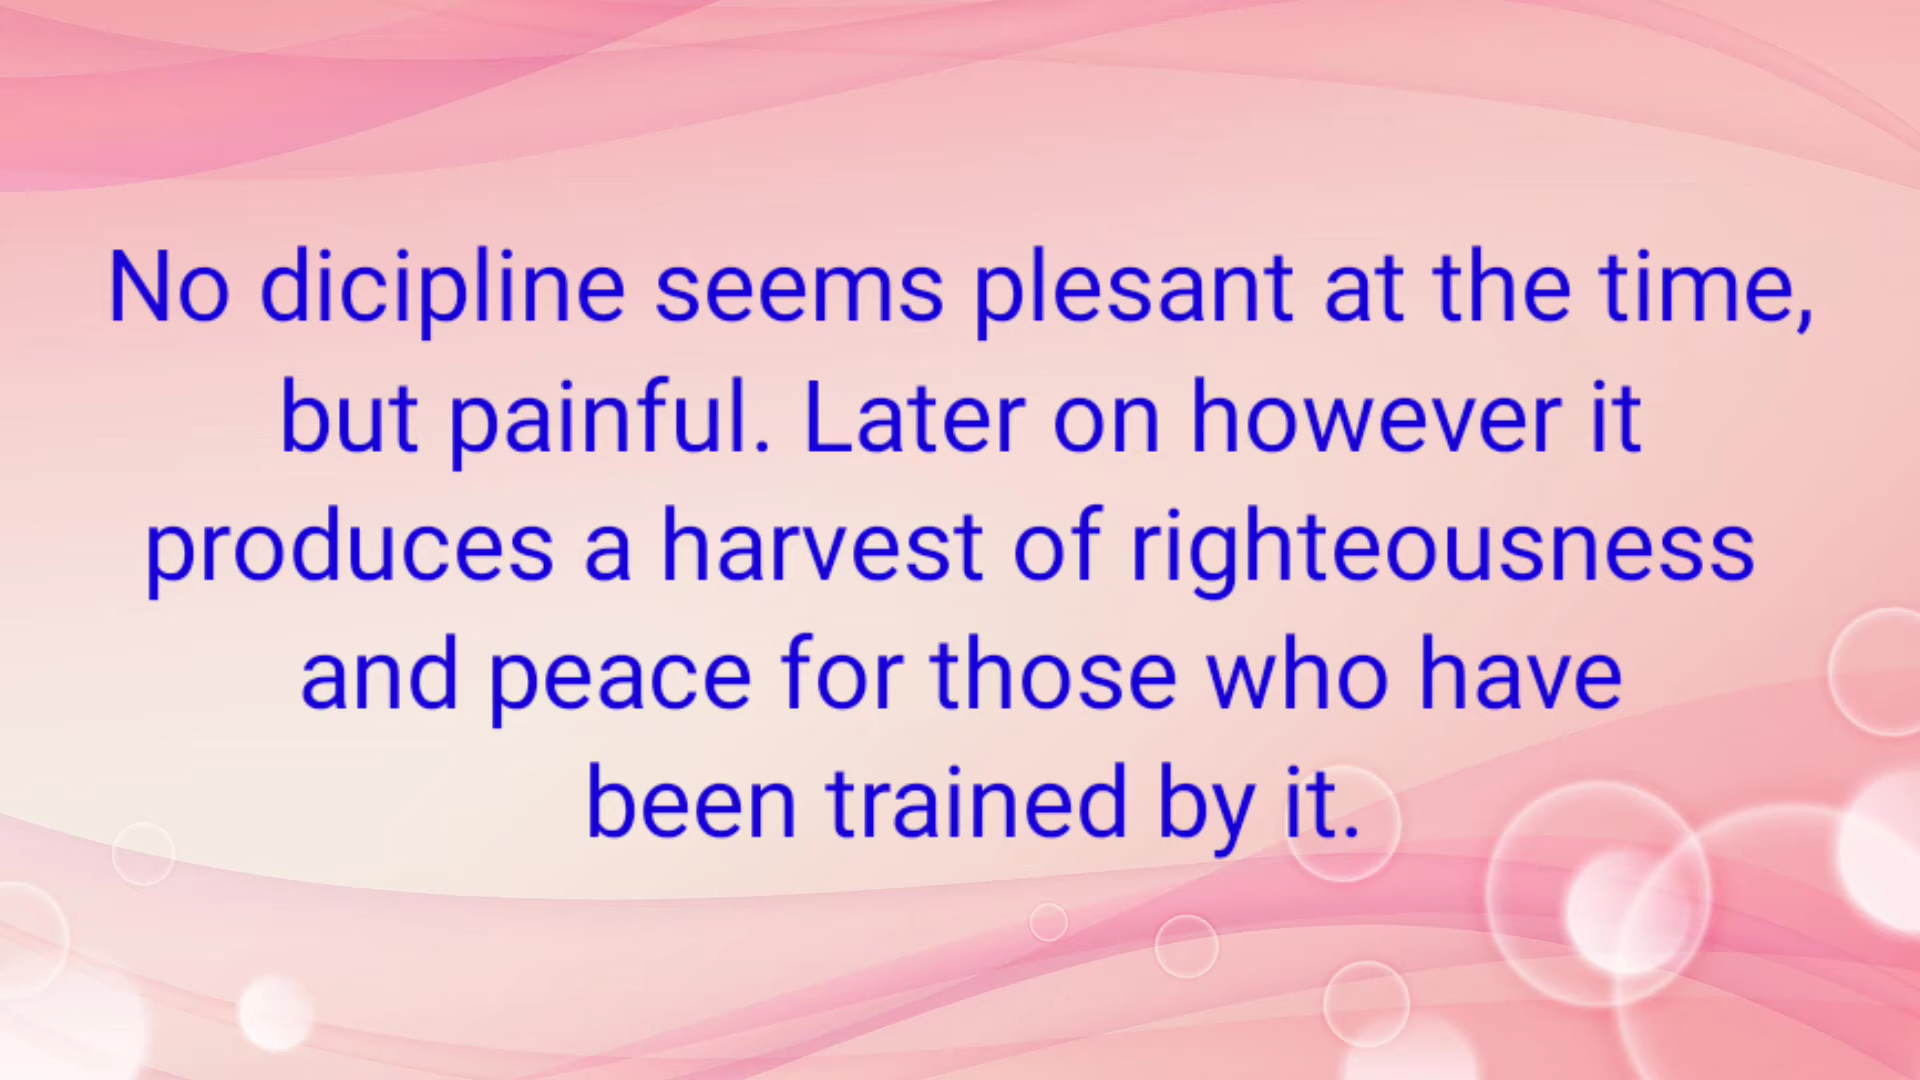 No dicipline seems plesant at the time,
but painful. Later on however it
produces a harvest of righteousness
and peace for those who have
been trained by it.